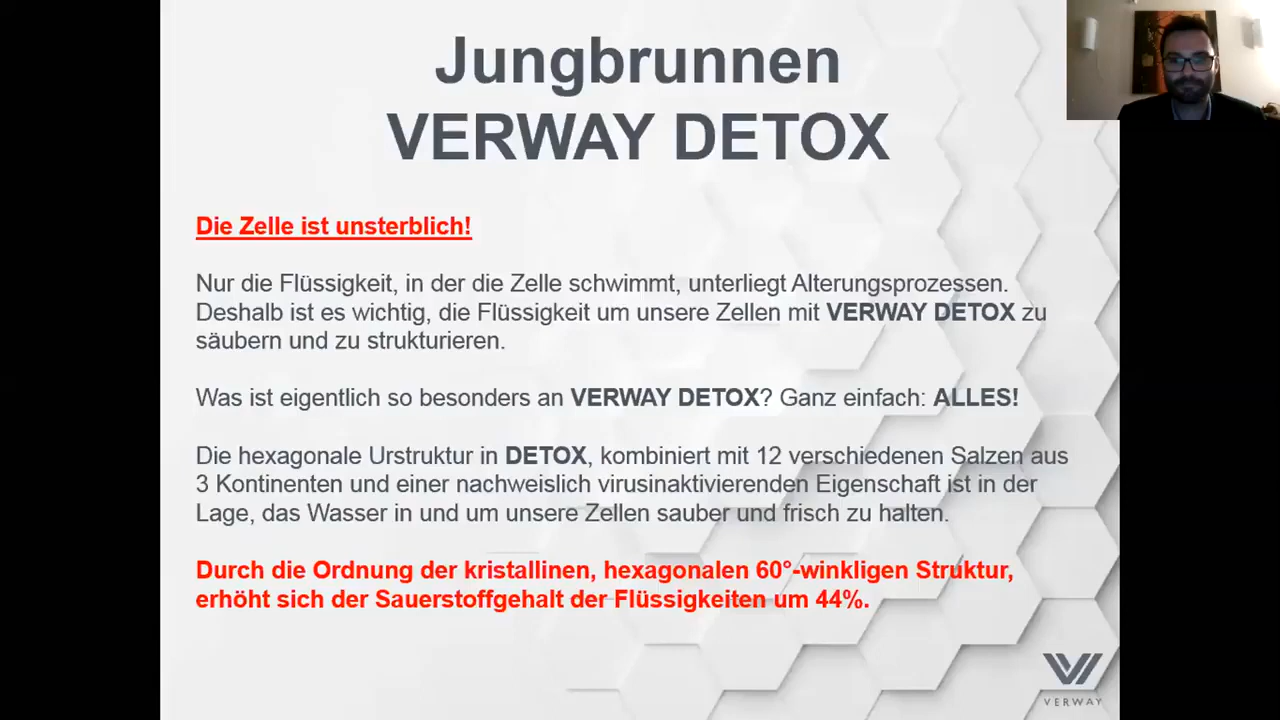 Jungbrunnen
VERWAY DETOX
Die Zelle ist unsterblich!
Nur die Flüssigkeit, in der die Zelle schwimmt, unterliegt Alterungsprozessen.
Deshalb ist es wichtig, die Flüssigkeit um unsere Zellen mit VERWAY DETOX zu
säubern und zu strukturieren.
Was ist eigentlich so besonders an VERWAY DETOX? Ganz einfach: ALLES!
Die hexagonale Urstruktur in DETOX, kombiniert mit 12 verschiedenen Salzen aus
3 Kontinenten und einer nachweislich virusinaktivierenden Eigenschaft ist in der
Lage, das Wasser in und um unsere Zellen sauber und frisch zu halten.
Durch die Ordnung der kristallinen, hexagonalen 60°-winkligen Struktur,
erhöht sich der Sauerstoffgehalt der Flüssigkeiten um 44%.
VERWAY